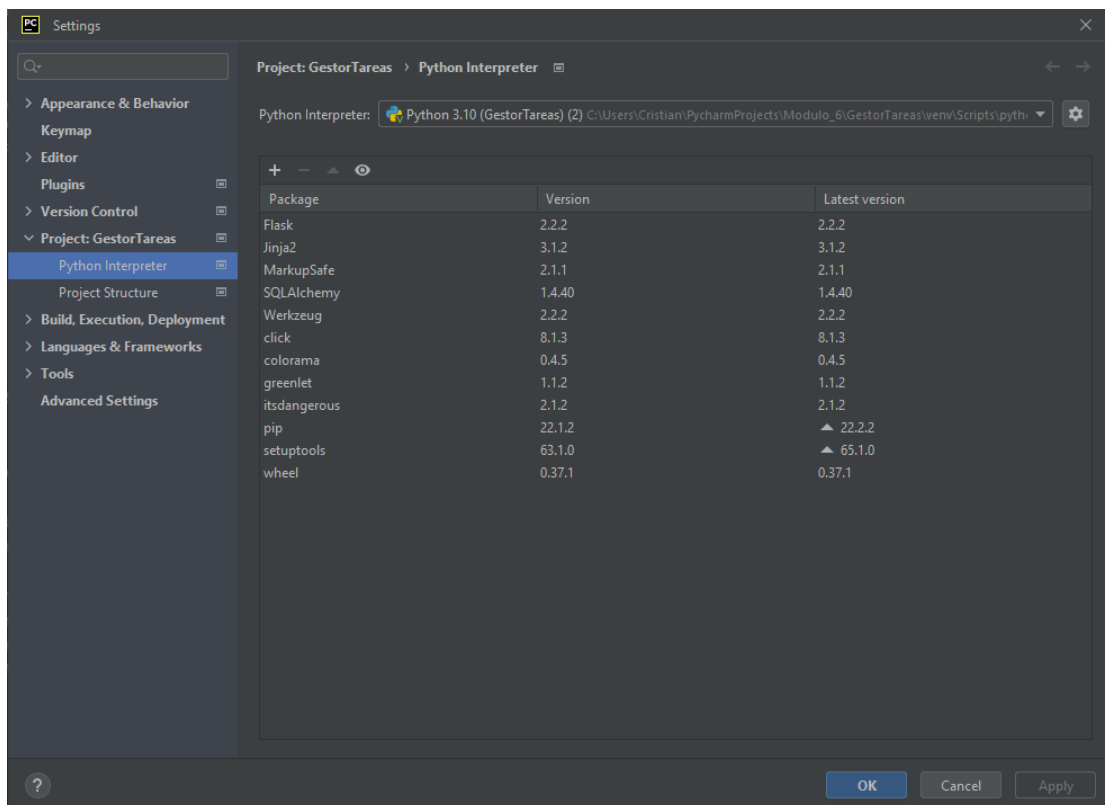 PC Settings
Project: GestorTareas > Python Interpreter
Appearance & Behavior
Keymap
Editor
Plugins
Version Control
Project: GestorTareas
Python Interpreter
Project Structure
Build, Execution, Deployment
Languages & Frameworks
Tools
Advanced Settings
Python Interpreter: Python 3.10 (GestorTareas) (2) C:\Users\Cristian\PycharmProjects\Modulo_6\GestorTareas\venv\Scripts\pyth
Package Version Latest version
Flask 2.2.2 2.2.2
Jinja2 3.1.2 3.1.2
MarkupSafe 2.1.1 2.1.1
SQLAlchemy 1.4.40 1.4.40
Werkzeug 2.2.2 2.2.2
click 8.1.3 8.1.3
colorama 0.4.5 0.4.5
greenlet 1.1.2 1.1.2
itsdangerous 2.1.2 2.1.2
pip 22.1.2 22.2.2
setuptools 63.1.0 65.1.0
wheel 0.37.1 0.37.1
? OK Cancel Apply